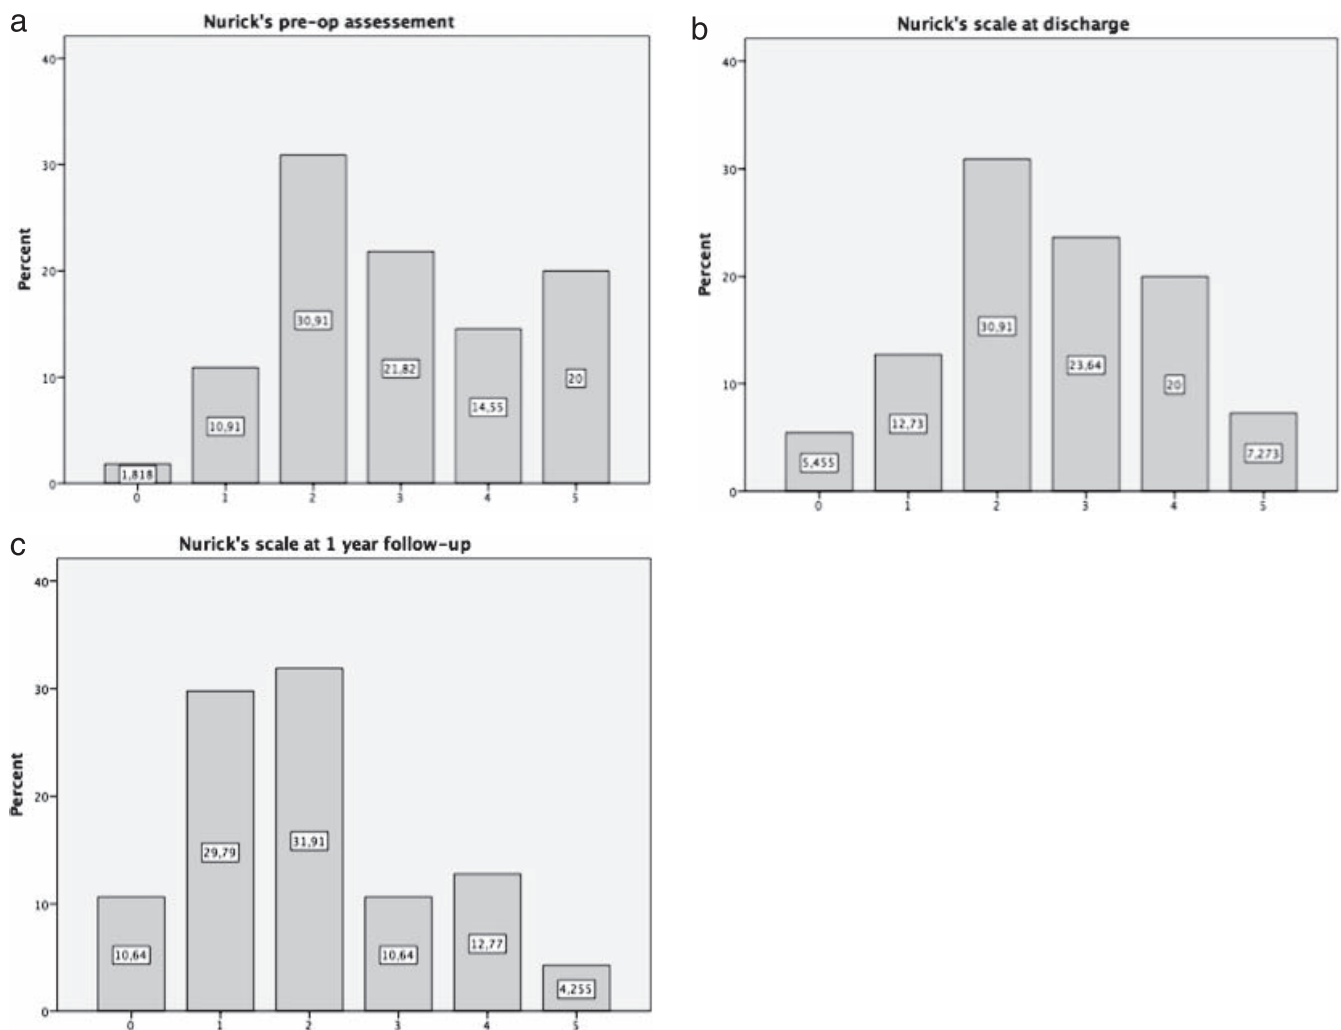 a
Nurick's pre-op assessement
Percent
40
30
20
10
0
1,818
10,91
30,91
21,82
14,55
20
0 1 2 3 4 5
b
Nurick's scale at discharge
Percent
40
30
20
10
0
5,455
12,73
30,91
23,64
20
7,273
0 1 2 3 4 5
c
Nurick's scale at 1 year follow-up
Percent
40
30
20
10
0
10,64
29,79
31,91
10,64
12,77
4,255
0 1 2 3 4 5